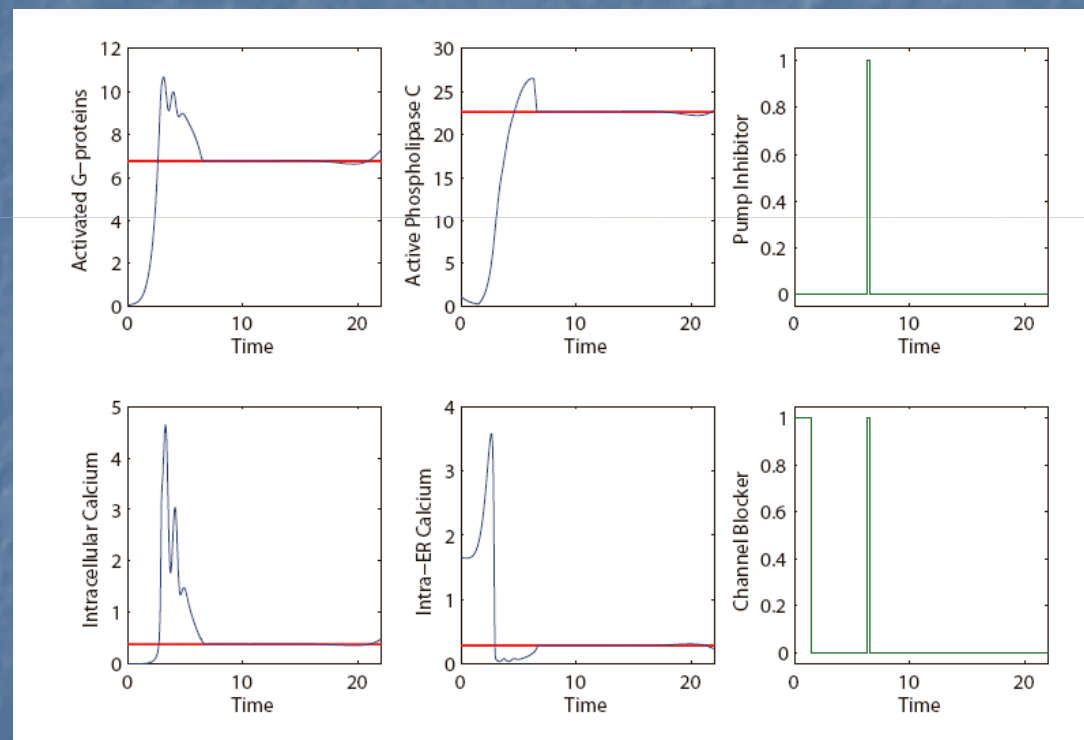 Activated G−proteins
12
10
8
6
4
2
0
0 10 20
Time
Active Phospholipase C
30
25
20
15
10
5
0
0 10 20
Time
Pump Inhibitor
1
0.8
0.6
0.4
0.2
0
0 10 20
Time
Intracellular Calcium
5
4
3
2
1
0
0 10 20
Time
Intra−ER Calcium
4
3
2
1
0
0 10 20
Time
Channel Blocker
1
0.8
0.6
0.4
0.2
0
0 10 20
Time